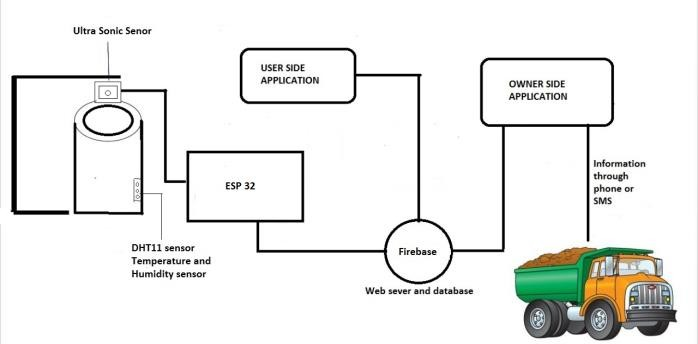 Ultra Sonic Senor
USER SIDE
APPLICATION
OWNER SIDE
APPLICATION
ESP 32
Information
through
phone or
SMS
DHT11 sensor
Temperature and
Humidity sensor
Firebase
Web sever and database